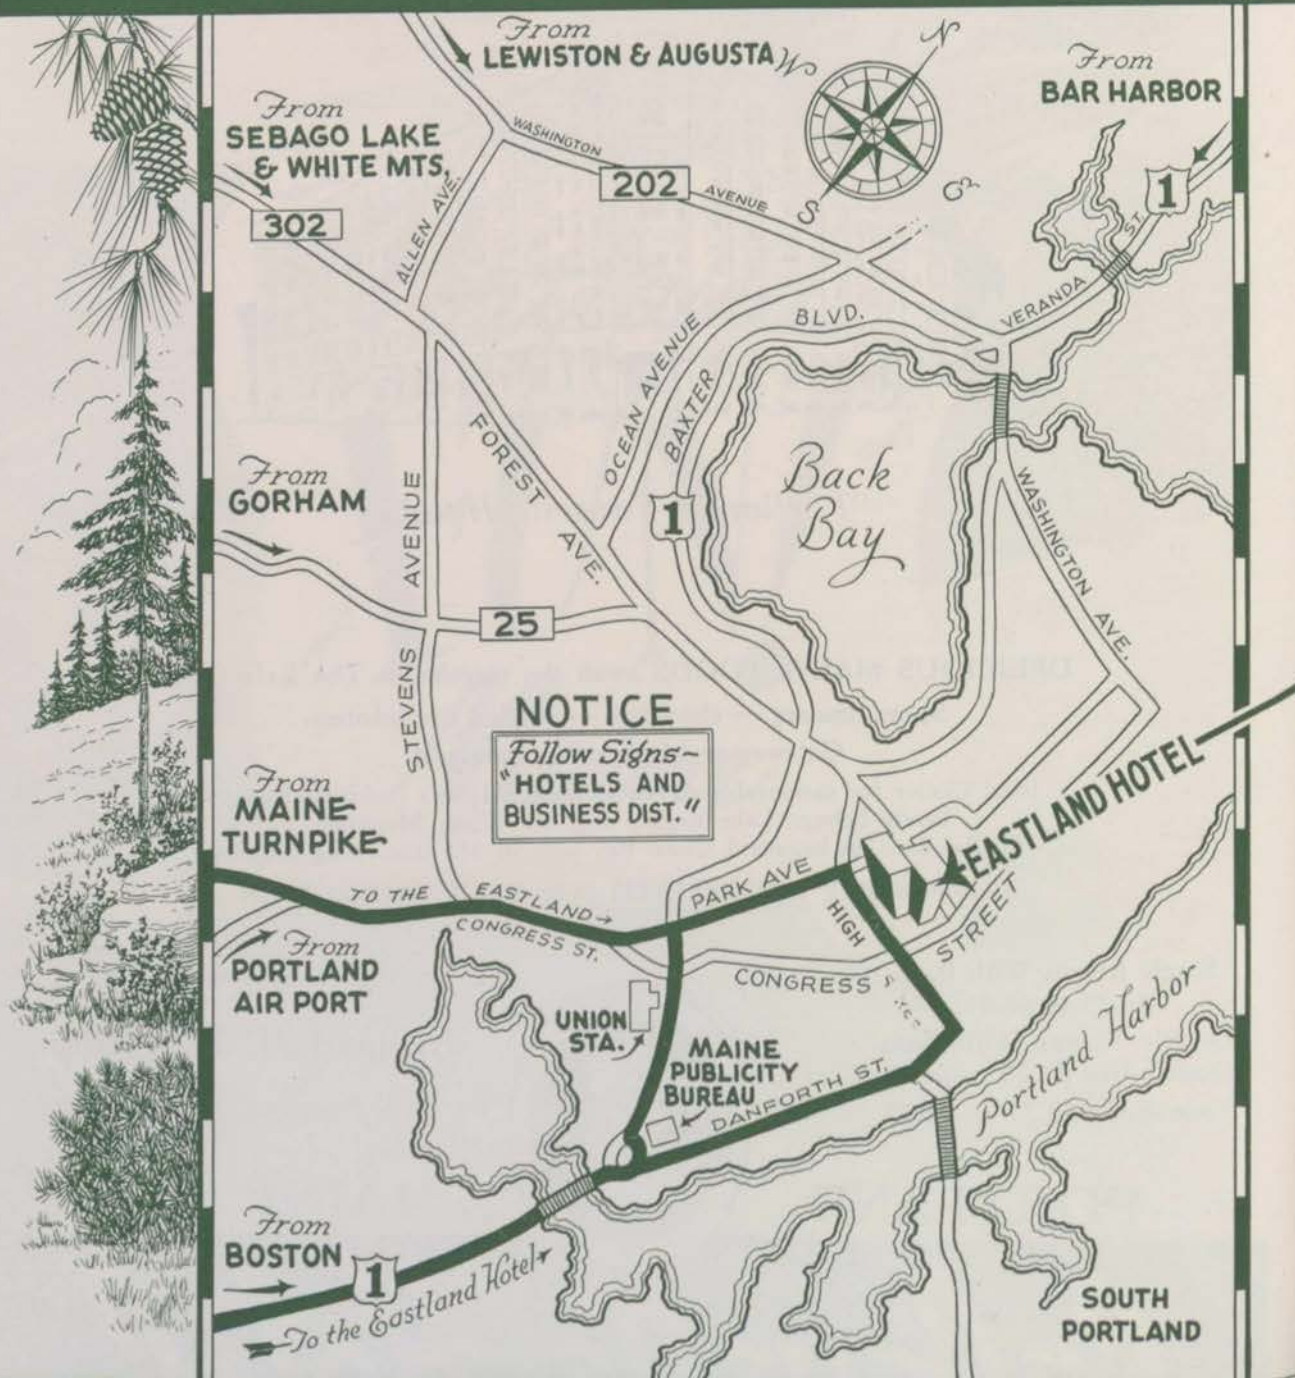 From
LEWISTON & AUGUSTA
N
W
S
E
From
BAR HARBOR
1
From
SEBAGO LAKE
& WHITE MTS.
302
WASHINGTON
202
AVENUE
ALLEN AVE.
VERANDA ST.
BLVD.
BAXTER
OCEAN AVENUE
FOREST
AVE.
1
Back
Bay
WASHINGTON AVE.
From
GORHAM
STEVENS AVENUE
25
NOTICE
Follow Signs~
"HOTELS AND
BUSINESS DIST."
EASTLAND HOTEL
From
MAINE
TURNPIKE
TO THE EASTLAND →
CONGRESS ST.
PARK AVE
HIGH
CONGRESS STREET
From
PORTLAND
AIR PORT
UNION
STA.
MAINE
PUBLICITY
BUREAU
DANFORTH ST.
Portland Harbor
From
BOSTON
1
To the Eastland Hotel
SOUTH
PORTLAND